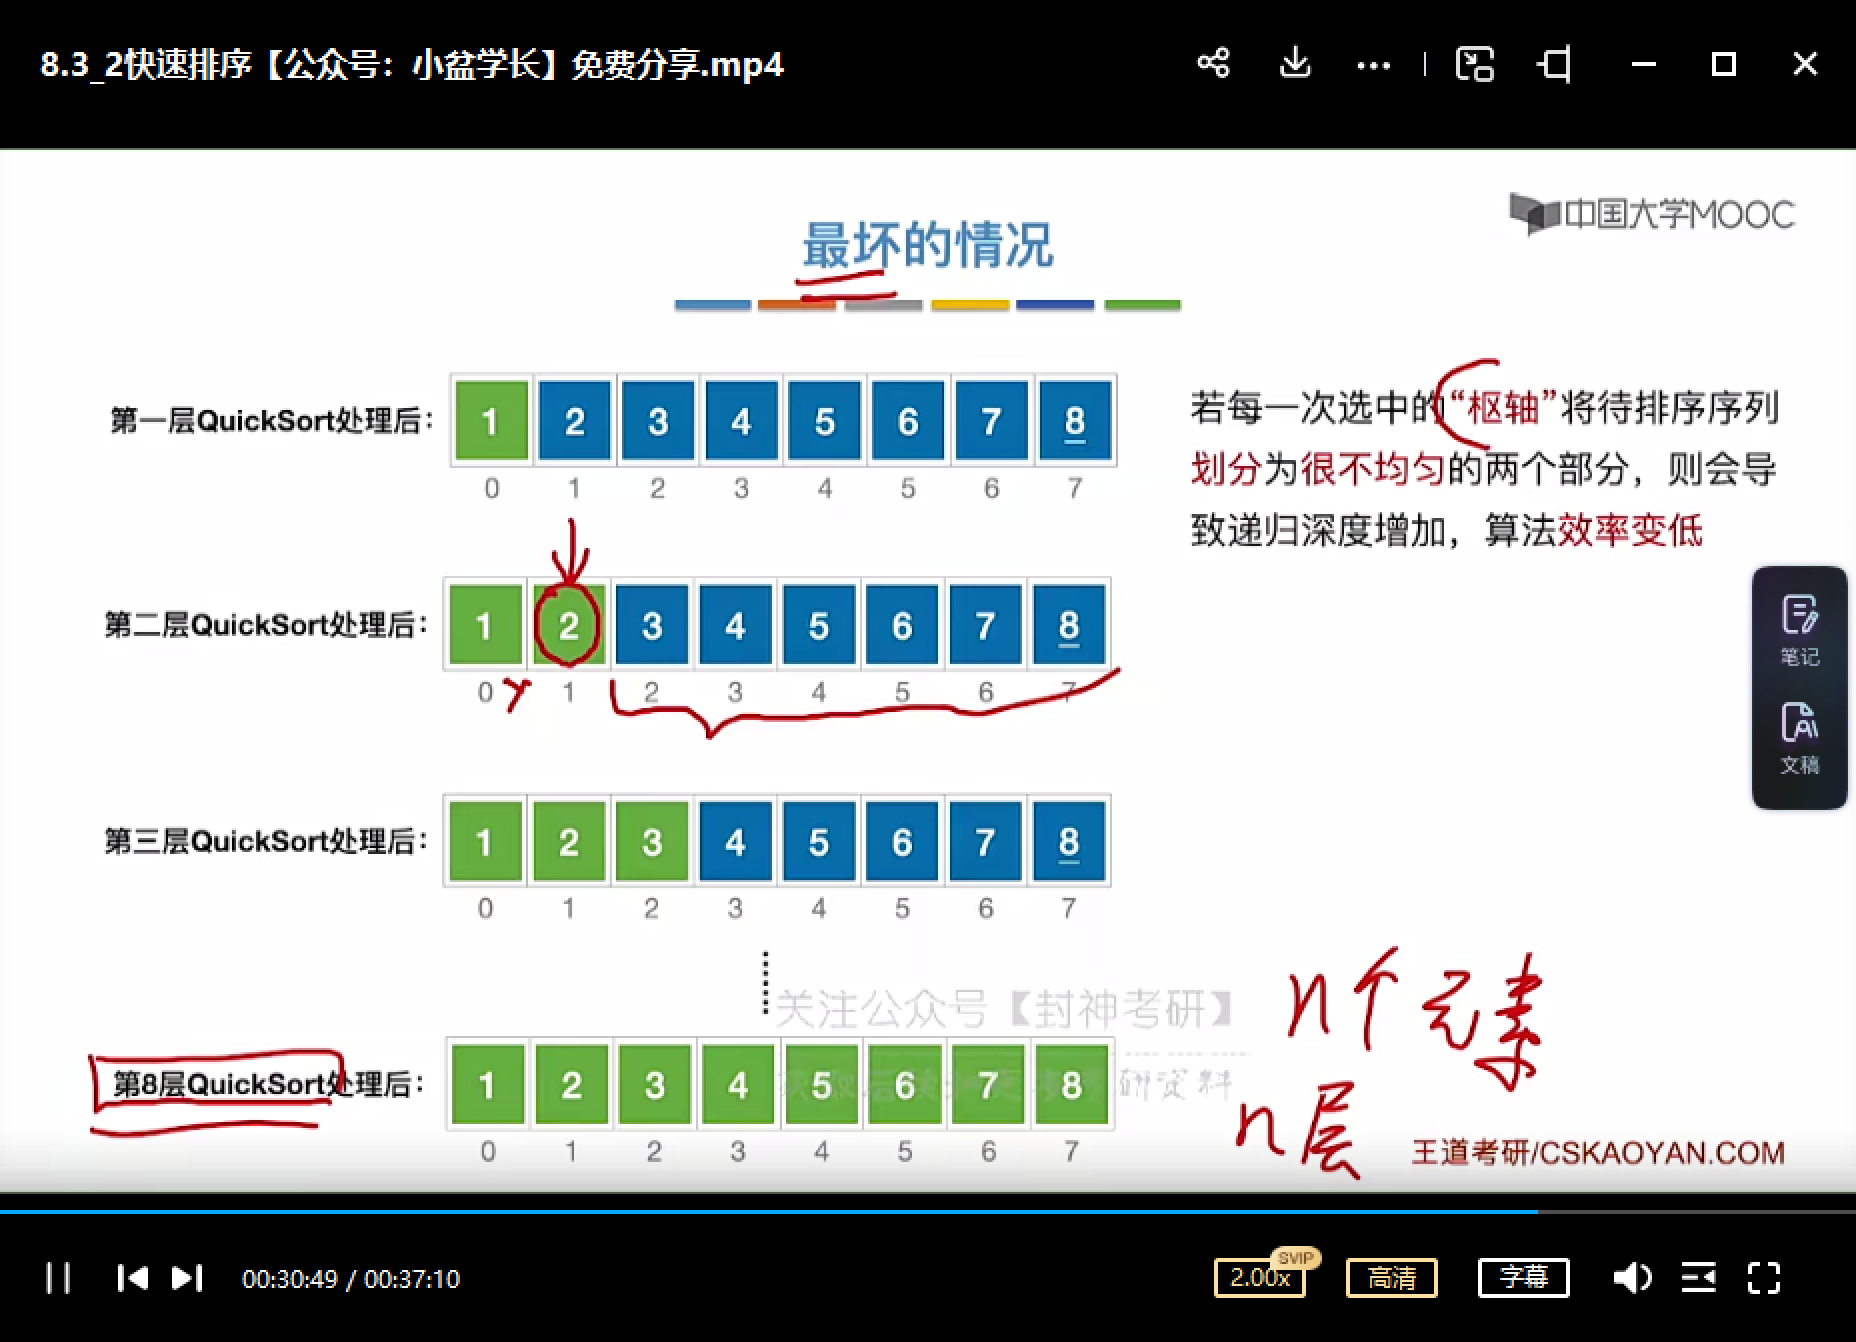 8.3_2快速排序【公众号：小盆学长】免费分享.mp4
中国大学MOOC
最坏的情况
第一层QuickSort处理后：
1 2 3 4 5 6 7 8
0 1 2 3 4 5 6 7
若每一次选中的“枢轴”将待排序序列
划分为很不均匀的两个部分，则会导
致递归深度增加，算法效率变低
第二层QuickSort处理后：
1 2 3 4 5 6 7 8
0 1 2 3 4 5 6 7
笔记
文稿
第三层QuickSort处理后：
1 2 3 4 5 6 7 8
0 1 2 3 4 5 6 7
关注公众号【封神考研】
n个元素
第8层QuickSort处理后：
1 2 3 4 5 6 7 8
0 1 2 3 4 5 6 7
研资料
n层
王道考研/CSKAOYAN.COM
00:30:49 / 00:37:10
2.00x
SVIP
高清
字幕